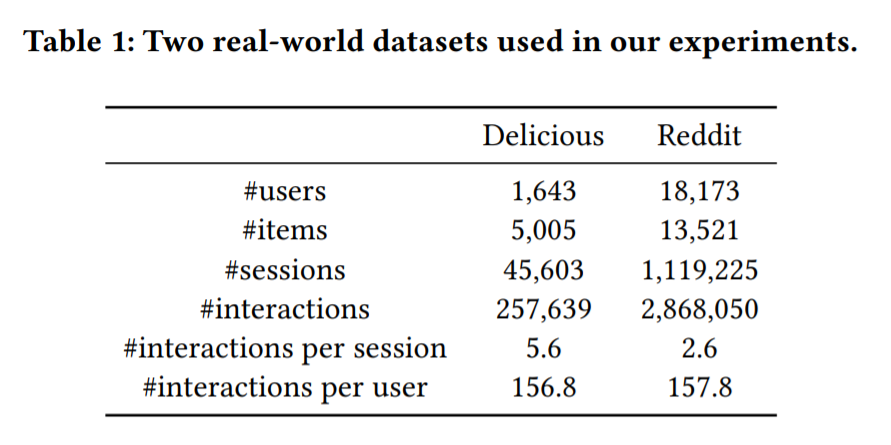 Table 1: Two real-world datasets used in our experiments.
Delicious Reddit
#users 1,643 18,173
#items 5,005 13,521
#sessions 45,603 1,119,225
#interactions 257,639 2,868,050
#interactions per session 5.6 2.6
#interactions per user 156.8 157.8